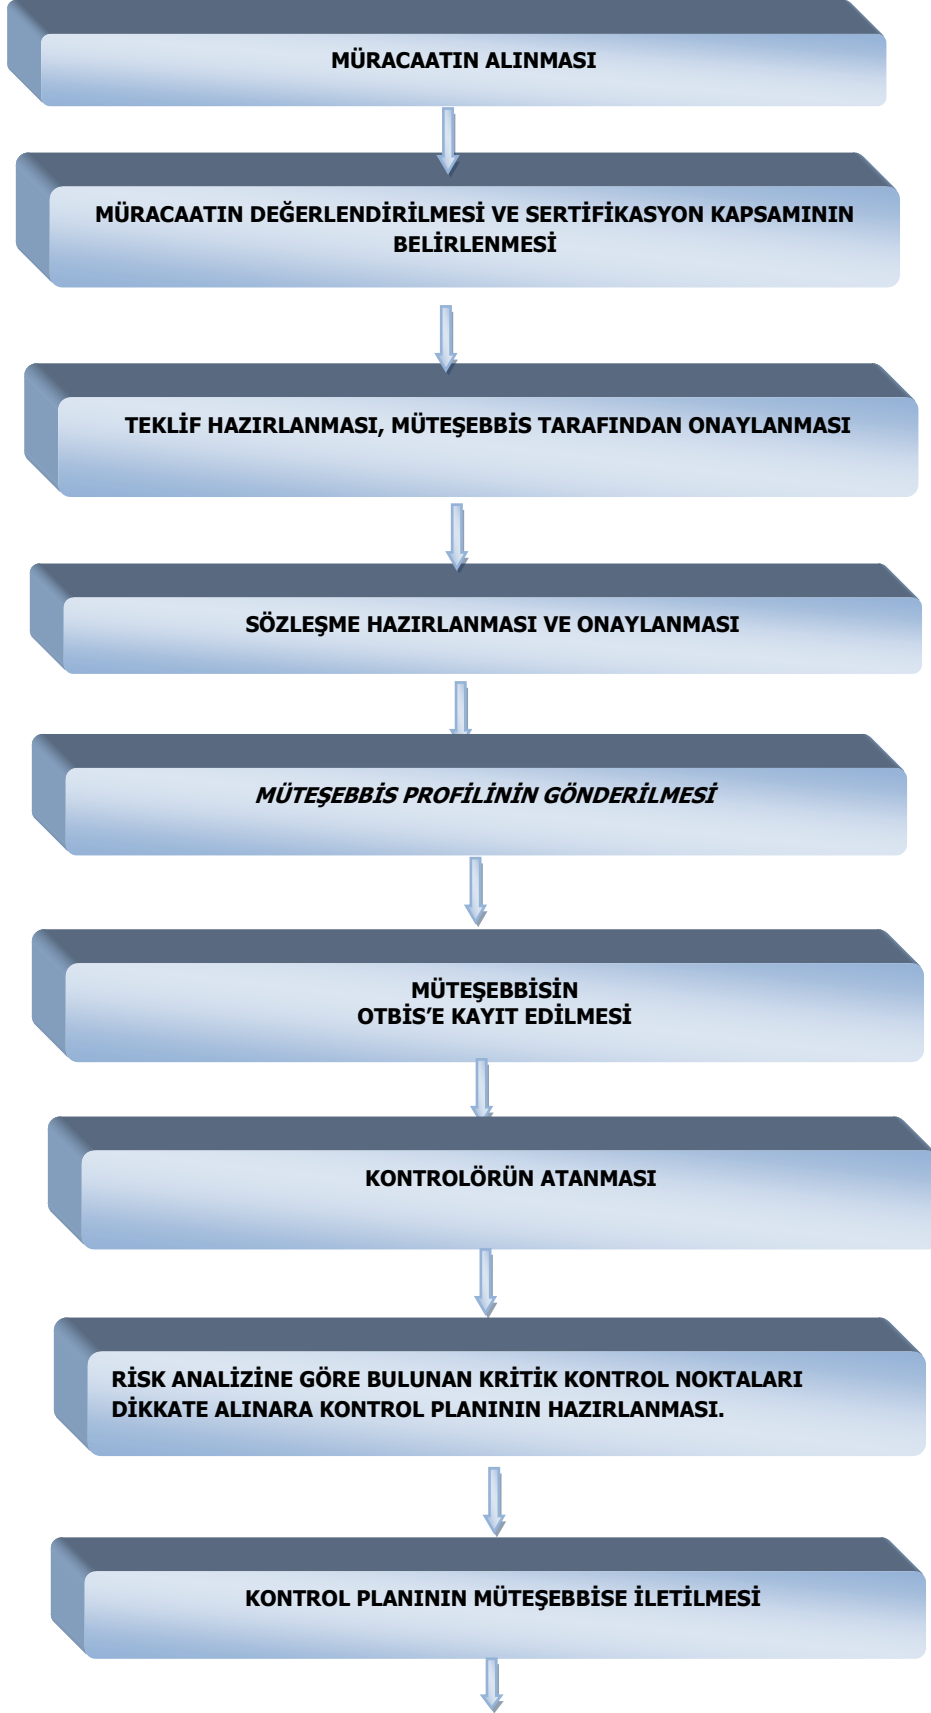 MÜRACAATIN ALINMASI
MÜRACAATIN DEĞERLENDİRİLMESİ VE SERTİFİKASYON KAPSAMININ
BELİRLENMESİ
TEKLİF HAZIRLANMASI, MÜTEŞEBBİS TARAFINDAN ONAYLANMASI
SÖZLEŞME HAZIRLANMASI VE ONAYLANMASI
MÜTEŞEBBİS PROFİLİNİN GÖNDERİLMESİ
MÜTEŞEBBİSİN
OTBİS’E KAYIT EDİLMESİ
KONTROLÖRÜN ATANMASI
RİSK ANALİZİNE GÖRE BULUNAN KRİTİK KONTROL NOKTALARI
DİKKATE ALINARA KONTROL PLANININ HAZIRLANMASI.
KONTROL PLANININ MÜTEŞEBBİSE İLETİLMESİ